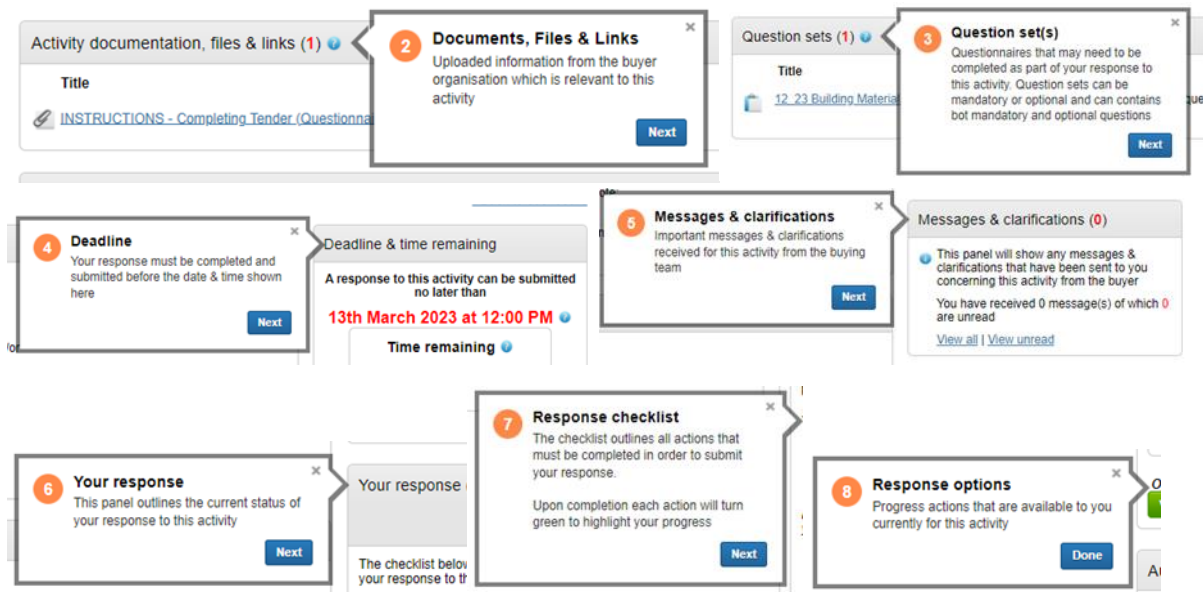 Activity documentation, files & links (1)
Title
INSTRUCTIONS - Completing Tender
2
Documents, Files & Links
Uploaded information from the buyer
organisation which is relevant to this
activity
Next
Question sets (1)
Title
12_23 Building
3
Question set(s)
Questionnaires that may need to be
completed as part of your response to
this activity. Question sets can be
mandatory or optional and can contains
bot mandatory and optional questions
Next
4
Deadline
Your response must be completed and
submitted before the date & time shown
here
Next
Deadline & time remaining
A response to this activity can be submitted
no later than
13th March 2023 at 12:00 PM
Time remaining
5
Messages & clarifications
Important messages & clarifications
received for this activity from the buying
team
Next
Messages & clarifications (0)
This panel will show any messages &
clarifications that have been sent to you
concerning this activity from the buyer
You have received 0 message(s) of which 0
are unread
View all | View unread
6
Your response
This panel outlines the current status of
your response to this activity
Next
Your response
The checklist
your response to
7
Response checklist
The checklist outlines all actions that
must be completed in order to submit
your response.
Upon completion each action will turn
green to highlight your progress
Next
8
Response options
Progress actions that are available to you
currently for this activity
Done